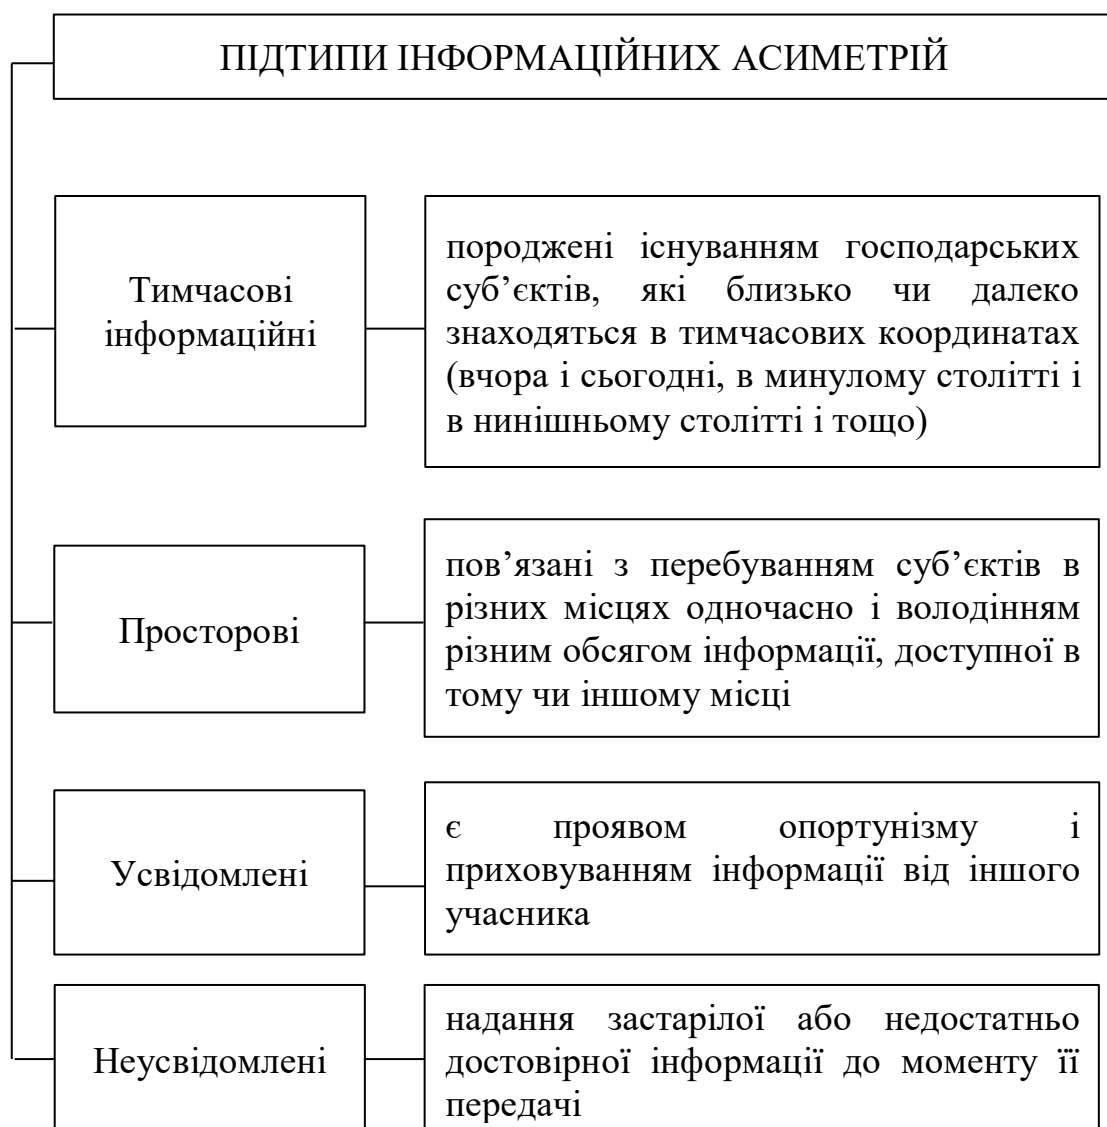 ПІДТИПИ ІНФОРМАЦІЙНИХ АСИМЕТРІЙ
Тимчасові
інформаційні
породжені існуванням господарських
суб’єктів, які близько чи далеко
знаходяться в тимчасових координатах
(вчора і сьогодні, в минулому столітті і
в нинішньому столітті і тощо)
Просторові
пов’язані з перебуванням суб’єктів в
різних місцях одночасно і володінням
різним обсягом інформації, доступної в
тому чи іншому місці
Усвідомлені
є проявом опортунізму і
приховуванням інформації від іншого
учасника
Неусвідомлені
надання застарілої або недостатньо
достовірної інформації до моменту її
передачі